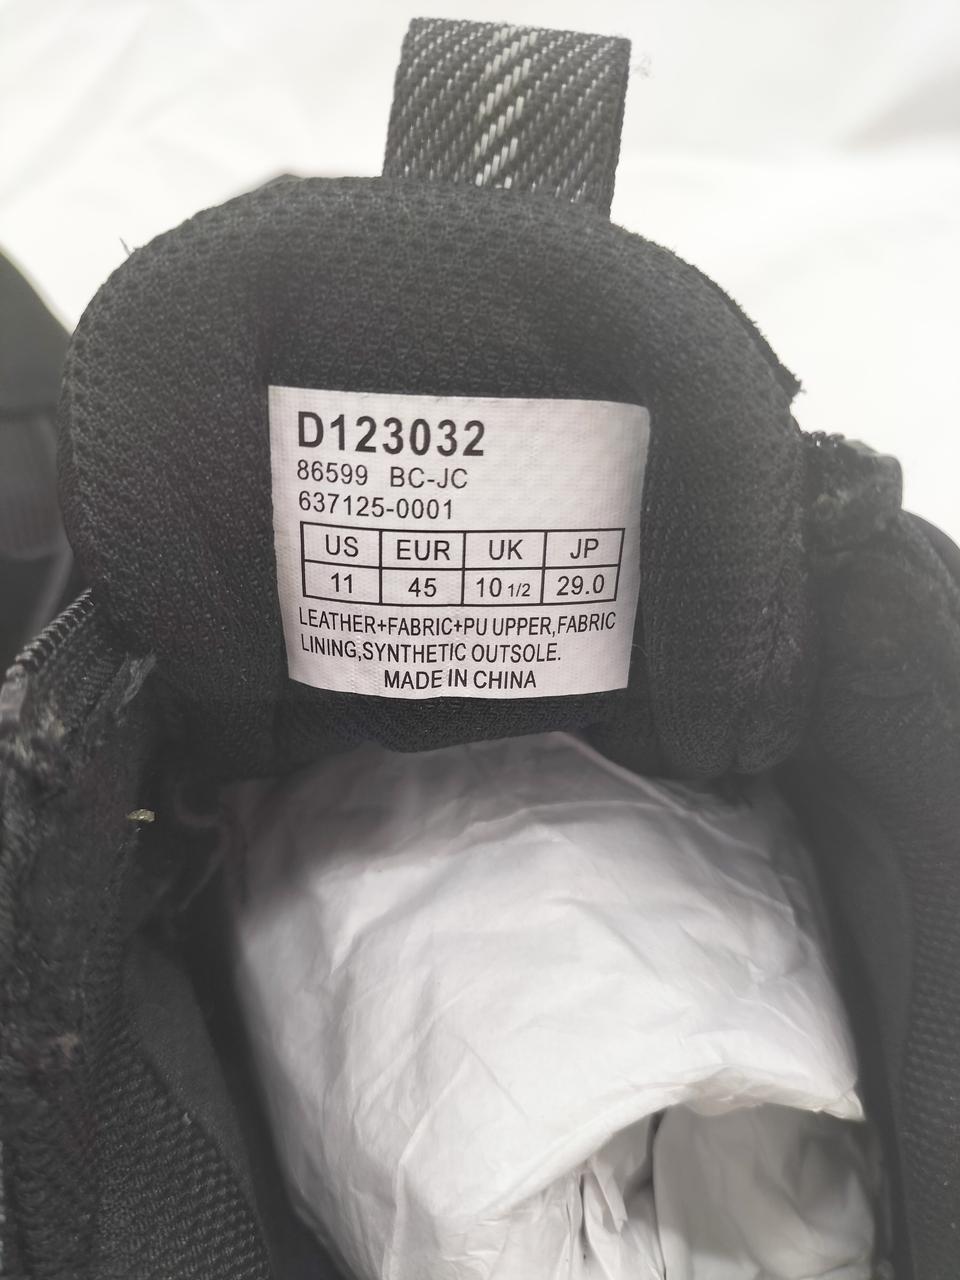 D123032
86599 BC-JC
637125-0001
US EUR UK JP
11 45 10 1/2 29.0
LEATHER+FABRIC+PU UPPER,FABRIC
LINING,SYNTHETIC OUTSOLE.
MADE IN CHINA